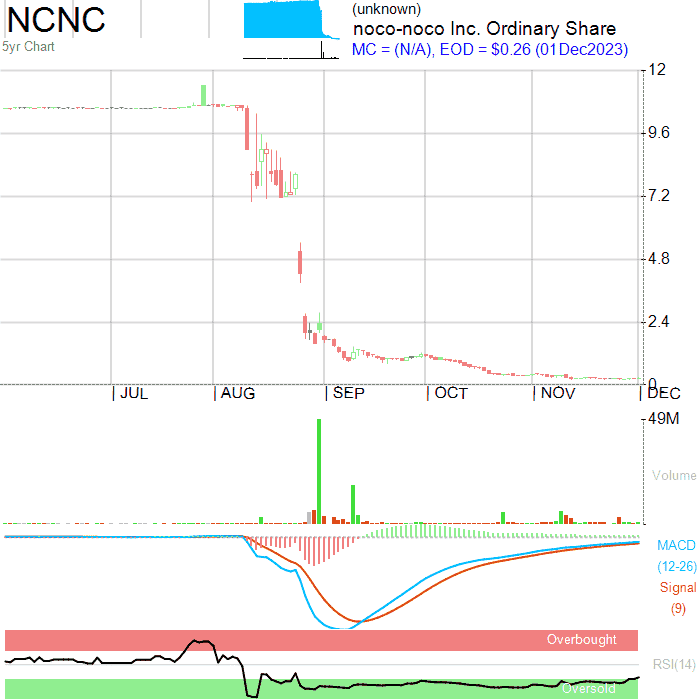 NCNC
5yr Chart
(unknown)
noco-noco Inc. Ordinary Share
MC = (N/A), EOD = $0.26 (01Dec2023)
12
9.6
7.2
4.8
2.4
0
JUL AUG SEP OCT NOV DEC
49M
Volume
MACD
(12-26)
Signal
(9)
Overbought
RSI(14)
Oversold